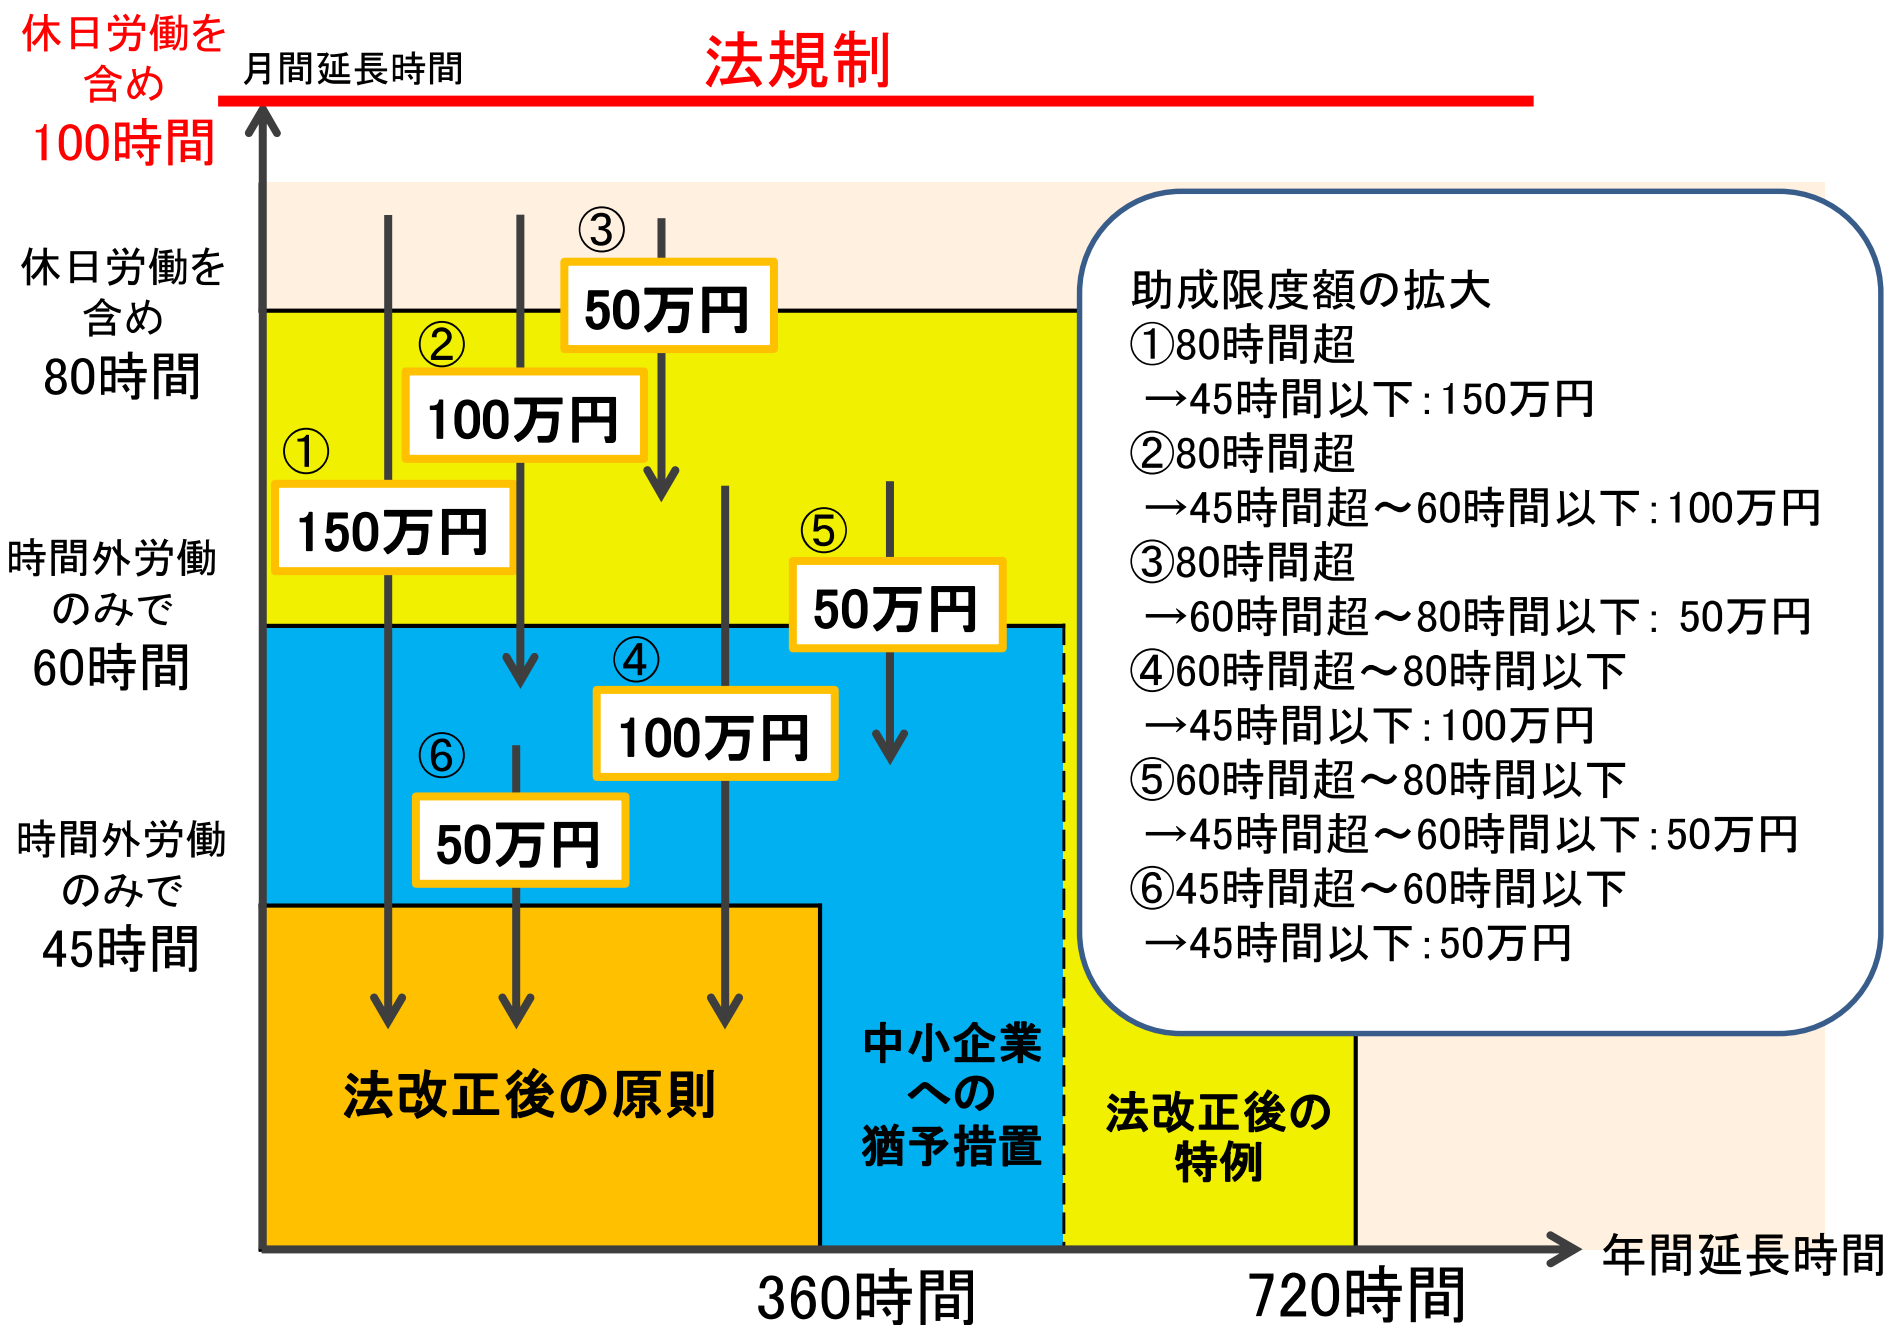 休日労働を
含め
100時間
月間延長時間
法規制
休日労働を
含め
80時間
時間外労働
のみで
60時間
時間外労働
のみで
45時間
③
50万円
②
100万円
①
150万円
⑤
50万円
④
100万円
⑥
50万円
助成限度額の拡大
①80時間超
→45時間以下：150万円
②80時間超
→45時間超～60時間以下：100万円
③80時間超
→60時間超～80時間以下： 50万円
④60時間超～80時間以下
→45時間以下：100万円
⑤60時間超～80時間以下
→45時間超～60時間以下：50万円
⑥45時間超～60時間以下
→45時間以下：50万円
法改正後の原則
中小企業
への
猶予措置
法改正後の
特例
年間延長時間
360時間
720時間